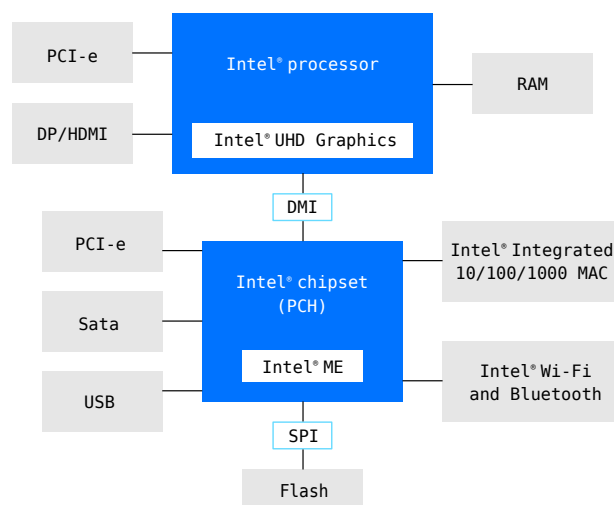 PCI-e
Intel® processor
RAM
DP/HDMI
Intel® UHD Graphics
DMI
PCI-e
Intel® chipset
(PCH)
Intel® Integrated
10/100/1000 MAC
Sata
Intel® ME
USB
Intel® Wi-Fi
and Bluetooth
SPI
Flash